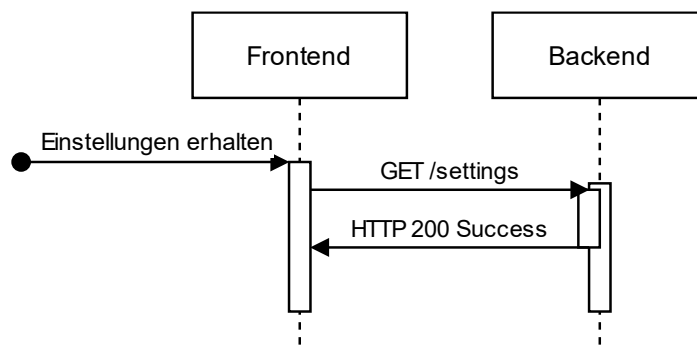 Frontend
Backend
Einstellungen erhalten
GET /settings
HTTP 200 Success